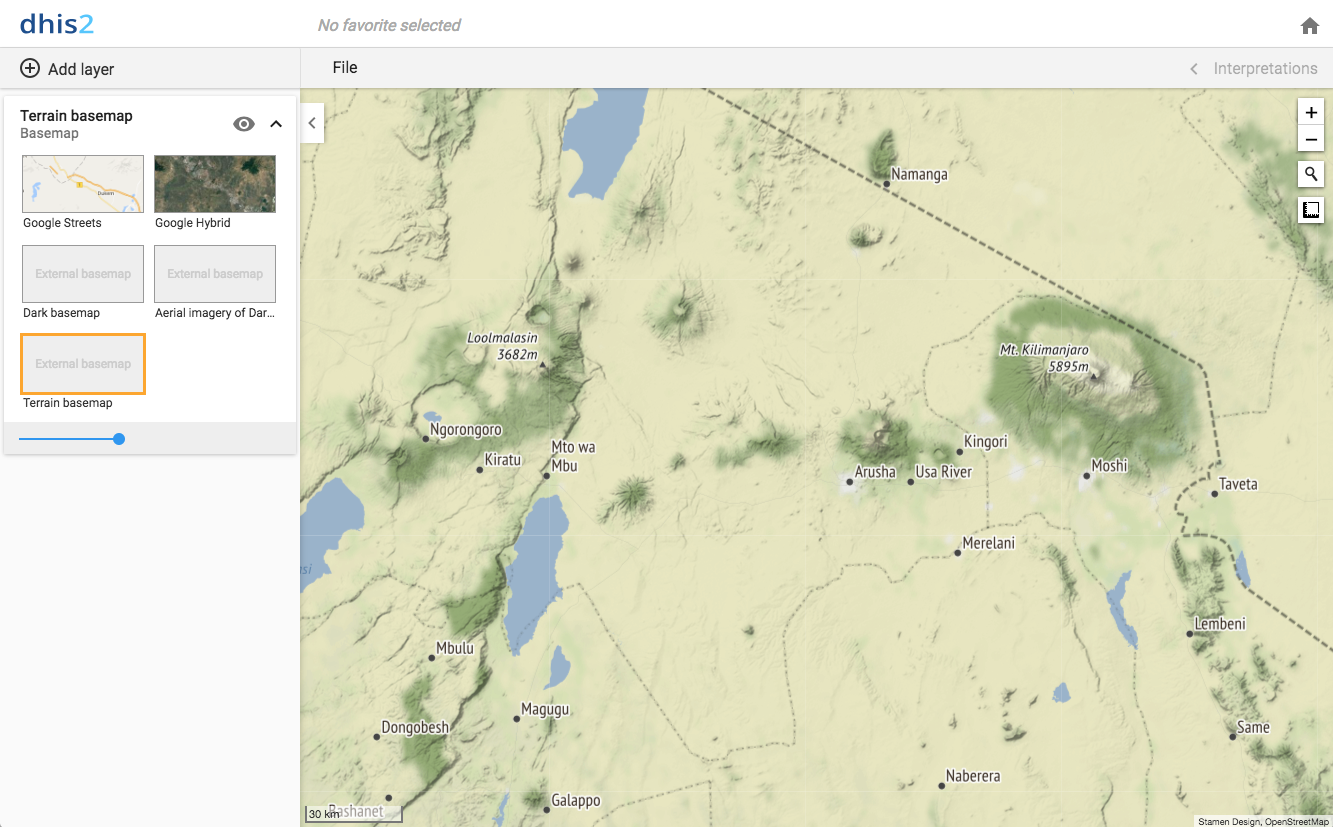 dhis2
No favorite selected
Add layer
File
Interpretations
Terrain basemap
Basemap
Google Streets
Google Hybrid
External basemap
External basemap
Dark basemap
Aerial imagery of Dar...
External basemap
Terrain basemap
Namanga
Loolmalasin
3682m
Mt. Kilimanjaro
5895m
Ngorongoro
Kiratu
Mto wa
Mbu
Kingori
Arusha
Usa River
Moshi
Taveta
Merelani
Lembeni
Mbulu
Magugu
Dongobesh
Same
Naberera
Galappo
Bashanet
30 km
Stamen Design, OpenStreetMap